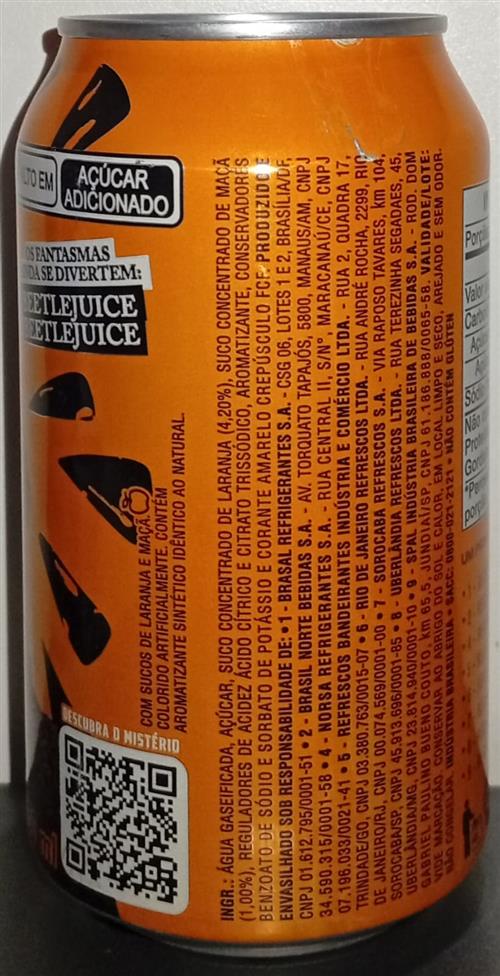 ALTO EM
AÇÚCAR
ADICIONADO
OS FANTASMAS
AINDA SE DIVERTEM:
BEETLEJUICE
BEETLEJUICE
COM SUCOS DE LARANJA E MAÇÃ.
COLORIDO ARTIFICIALMENTE. CONTÉM
AROMATIZANTE SINTÉTICO IDÊNTICO AO NATURAL.
DESCUBRA O MISTÉRIO
ml
INGR.: ÁGUA GASEIFICADA, AÇÚCAR, SUCO CONCENTRADO DE LARANJA (4,20%), SUCO CONCENTRADO DE MAÇÃ
(1,00%), REGULADORES DE ACIDEZ ÁCIDO CÍTRICO E CITRATO TRISSÓDICO, AROMATIZANTE, CONSERVADORES
BENZOATO DE SÓDIO E SORBATO DE POTÁSSIO E CORANTE AMARELO CREPÚSCULO FCF. PRODUZIDO E
ENVASILHADO SOB RESPONSABILIDADE DE: • 1 - BRASAL REFRIGERANTES S.A. - CSG 06, LOTES 1 E 2, BRASÍLIA/DF,
CNPJ 01.612.795/0001-51 • 2 - BRASIL NORTE BEBIDAS S.A. - AV. TORQUATO TAPAJÓS, 5800, MANAUS/AM, CNPJ
34.590.315/0001-58 • 4 - NORSA REFRIGERANTES S.A. - RUA CENTRAL II, S/Nº, MARACANAÚ/CE, CNPJ
07.196.033/0021-41 • 5 - REFRESCOS BANDEIRANTES INDÚSTRIA E COMÉRCIO LTDA. - RUA 2, QUADRA 17,
TRINDADE/GO, CNPJ 03.380.763/0015-07 • 6 - RIO DE JANEIRO REFRESCOS LTDA. - RUA ANDRÉ ROCHA, 2299, RIO
DE JANEIRO/RJ, CNPJ 00.074.569/0001-00 • 7 - SOROCABA REFRESCOS S.A. - VIA RAPOSO TAVARES, km 104,
SOROCABA/SP, CNPJ 45.913.696/0001-85 • 8 - UBERLÂNDIA REFRESCOS LTDA. - RUA TEREZINHA SEGADAES, 45,
UBERLÂNDIA/MG, CNPJ 23.814.940/0001-10 • 9 - SPAL INDÚSTRIA BRASILEIRA DE BEBIDAS S.A. - ROD. DOM
GABRIEL PAULINO BUENO COUTO, km 65,5, JUNDIAÍ/SP, CNPJ 61.186.888/0065-58. VALIDADE/LOTE:
VIDE MARCAÇÃO. CONSERVAR AO ABRIGO DO SOL E CALOR, EM LOCAL LIMPO E SECO, AREJADO E SEM ODOR.
NÃO CONGELAR. INDÚSTRIA BRASILEIRA • SACC: 0800-021-2121 • NÃO CONTÉM GLÚTEN